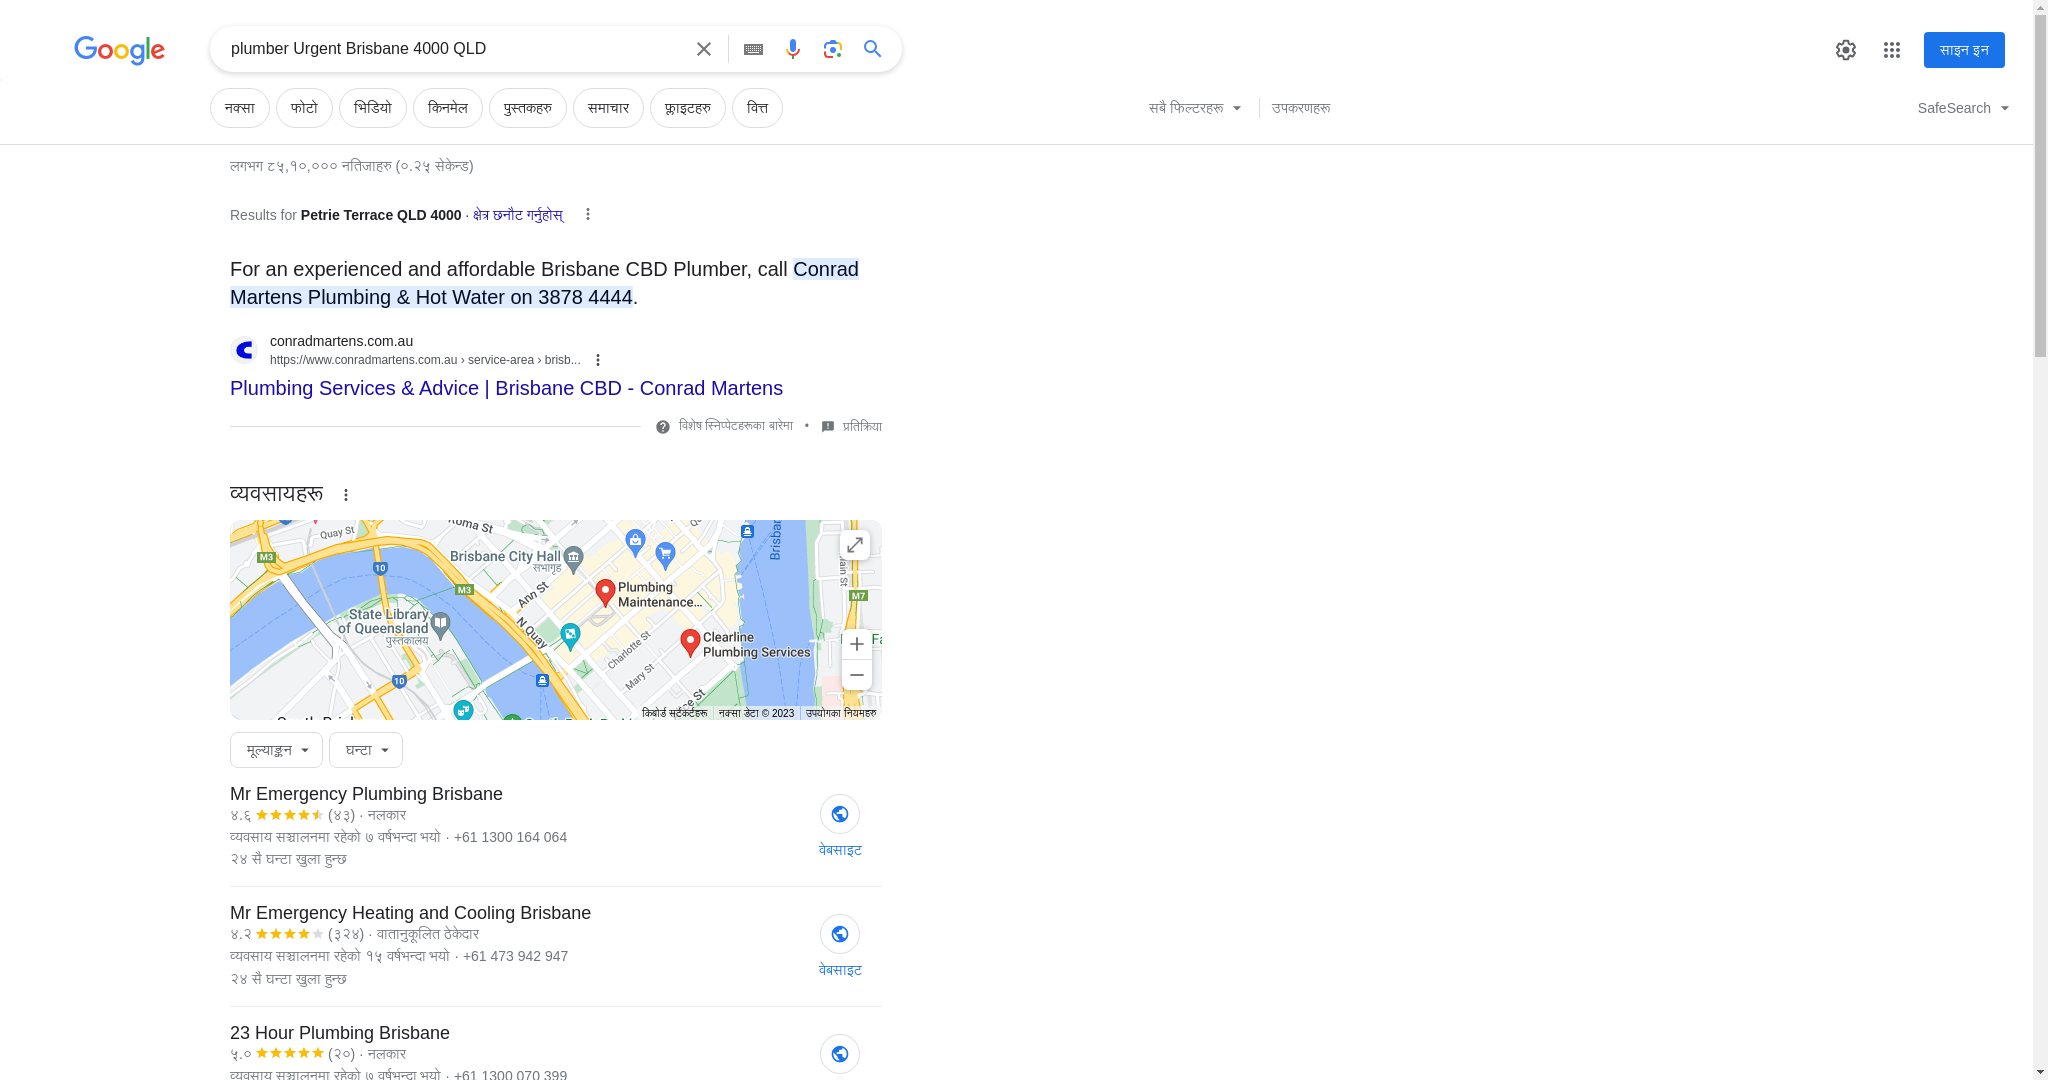 Google
plumber Urgent Brisbane 4000 QLD
साइन इन
नक्सा
फोटो
भिडियो
किनमेल
पुस्तकहरु
समाचार
फ्लाइटहरु
वित्त
सबै फिल्टरहरू
उपकरणहरू
SafeSearch
लगभग ८५,१०,००० नतिजाहरु (०.२५ सेकेन्ड)
Results for Petrie Terrace QLD 4000 · क्षेत्र छनौट गर्नुहोस्
For an experienced and affordable Brisbane CBD Plumber, call Conrad
Martens Plumbing & Hot Water on 3878 4444.
conradmartens.com.au
https://www.conradmartens.com.au › service-area › brisb...
Plumbing Services & Advice | Brisbane CBD - Conrad Martens
विशेष स्निप्पेटहरूका बारेमा • प्रतिक्रिया
व्यवसायहरू
Roma St
Quay St
M3
10
Brisbane City Hall
सभागृह
Ann St
M3
Plumbing
Maintenance...
State Library
of Queensland
पुस्तकालय
N Quay
Charlotte St
Mary St
Clearline
Plumbing Services
M7
10
किबोर्ड सर्टकटहरू
नक्सा डेटा © 2023
उपयोगका नियमहरु
मूल्याङ्कन
घन्टा
Mr Emergency Plumbing Brisbane
४.६ (४३) · नलकार
व्यवसाय सञ्चालनमा रहेको ७ वर्षभन्दा भयो · +61 1300 164 064
२४ सै घन्टा खुला हुन्छ
वेबसाइट
Mr Emergency Heating and Cooling Brisbane
४.२ (३२४) · वातानुकूलित ठेकेदार
व्यवसाय सञ्चालनमा रहेको १५ वर्षभन्दा भयो · +61 473 942 947
२४ सै घन्टा खुला हुन्छ
वेबसाइट
23 Hour Plumbing Brisbane
५.० (२०) · नलकार
व्यवसाय सञ्चालनमा रहेको ७ वर्षभन्दा भयो · +61 1300 070 399